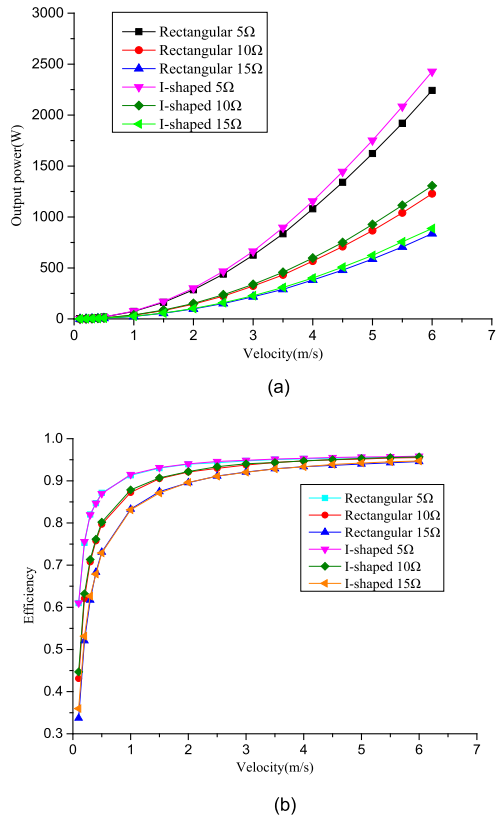 3000
2500
2000
1500
1000
500
0
Output power(W)
Rectangular 5Ω
Rectangular 10Ω
Rectangular 15Ω
I-shaped 5Ω
I-shaped 10Ω
I-shaped 15Ω
0 1 2 3 4 5 6 7
Velocity(m/s)
(a)
1.0
0.9
0.8
0.7
0.6
0.5
0.4
0.3
Efficiency
Rectangular 5Ω
Rectangular 10Ω
Rectangular 15Ω
I-shaped 5Ω
I-shaped 10Ω
I-shaped 15Ω
0 1 2 3 4 5 6 7
Velocity(m/s)
(b)